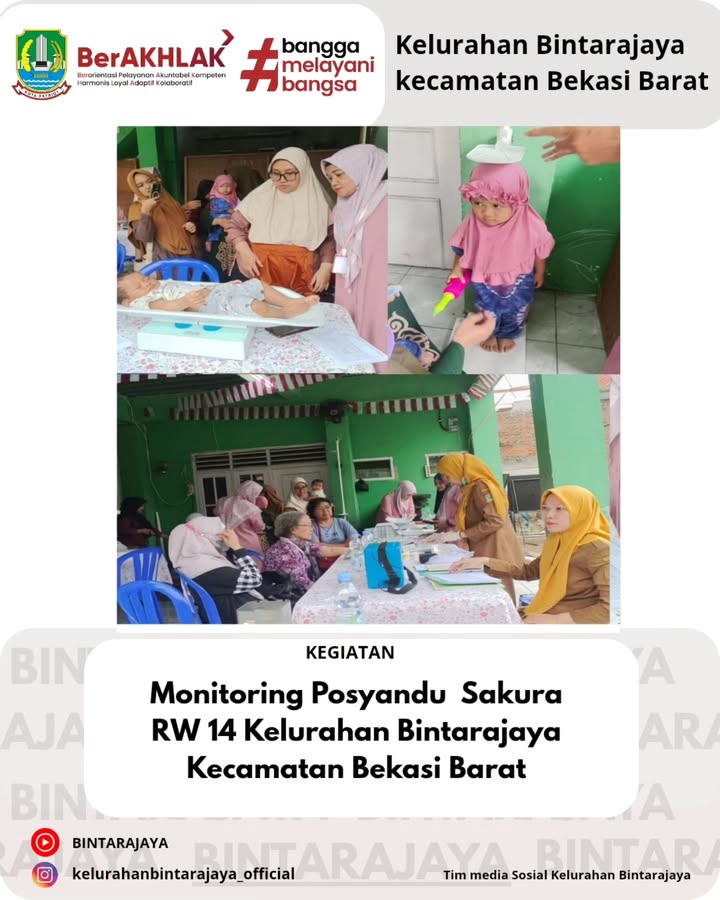 BerAKHLAK
Berorientasi Pelayanan Akuntabel Kompeten
Harmonis Loyal Adaptif Kolaboratif
#bangga
melayani
bangsa
Kelurahan Bintarajaya
kecamatan Bekasi Barat
KEGIATAN
Monitoring Posyandu Sakura
RW 14 Kelurahan Bintarajaya
Kecamatan Bekasi Barat
BINTARAJAYA
kelurahanbintarajaya_official
Tim media Sosial Kelurahan Bintarajaya
BINTARAJAYA